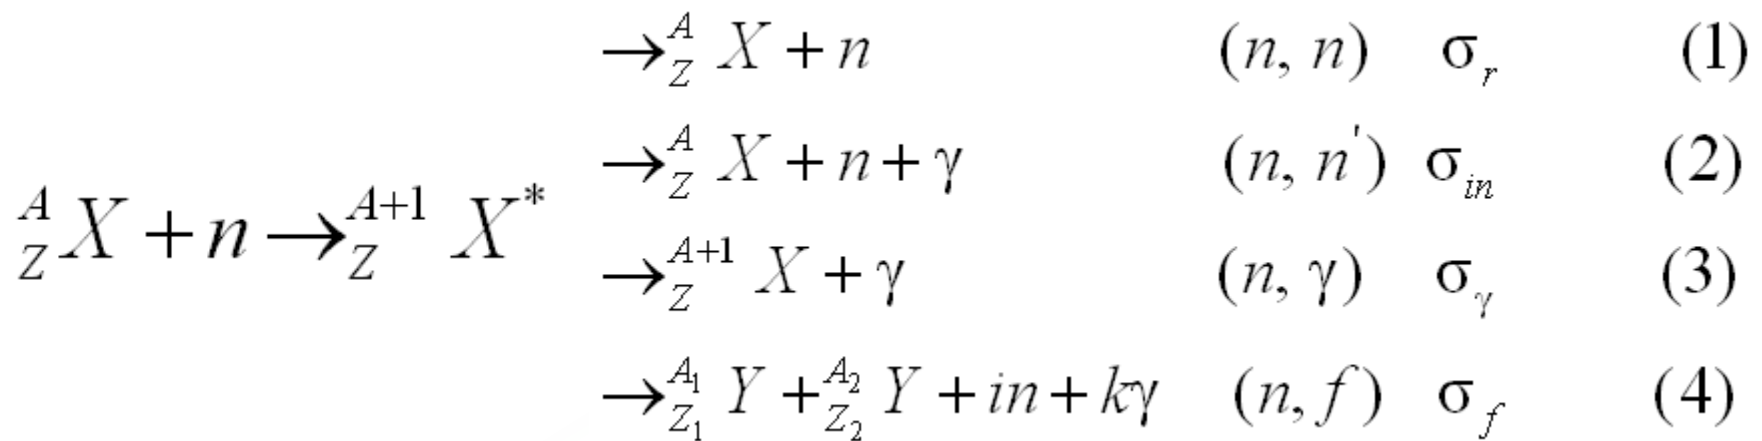 → ^A_Z X + n (n, n) σ_r (1)
→ ^A_Z X + n + γ (n, n') σ_in (2)
^A_Z X + n → ^{A+1}_Z X^*
→ ^{A+1}_Z X + γ (n, γ) σ_γ (3)
→ ^{A_1}_{Z_1} Y + ^{A_2}_{Z_2} Y + in + kγ (n, f) σ_f (4)